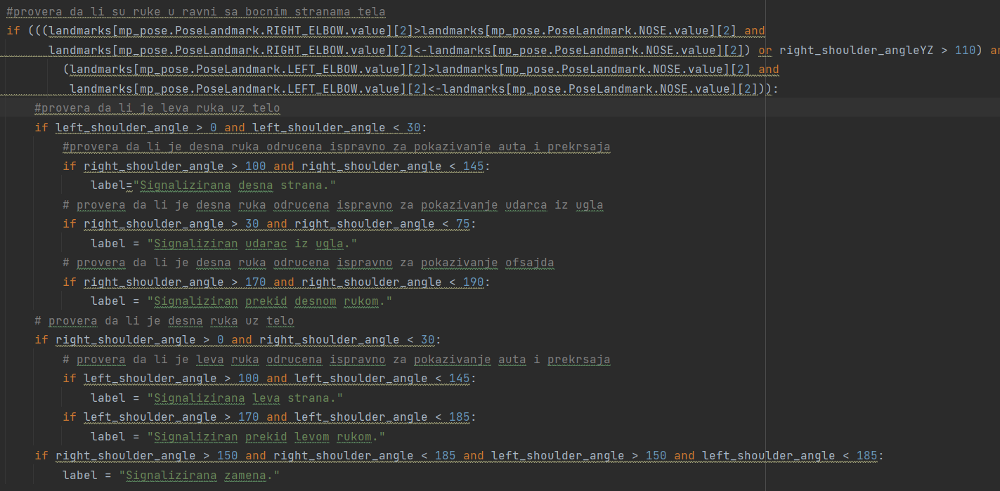 #provera da li su ruke u ravni sa bocnim stranama tela
if (((landmarks[mp_pose.PoseLandmark.RIGHT_ELBOW.value][2]>landmarks[mp_pose.PoseLandmark.NOSE.value][2] and
landmarks[mp_pose.PoseLandmark.RIGHT_ELBOW.value][2]<-landmarks[mp_pose.PoseLandmark.NOSE.value][2]) or right_shoulder_angleYZ > 110)
(landmarks[mp_pose.PoseLandmark.LEFT_ELBOW.value][2]>landmarks[mp_pose.PoseLandmark.NOSE.value][2] and
landmarks[mp_pose.PoseLandmark.LEFT_ELBOW.value][2]<-landmarks[mp_pose.PoseLandmark.NOSE.value][2])):
#provera da li je leva ruka uz telo
if left_shoulder_angle > 0 and left_shoulder_angle < 30:
#provera da li je desna ruka odrucena ispravno za pokazivanje auta i prekrsaja
if right_shoulder_angle > 100 and right_shoulder_angle < 145:
label="Signalizirana desna strana."
# provera da li je desna ruka odrucena ispravno za pokazivanje udarca iz ugla
if right_shoulder_angle > 30 and right_shoulder_angle < 75:
label = "Signaliziran udarac iz ugla."
# provera da li je desna ruka odrucena ispravno za pokazivanje ofsajda
if right_shoulder_angle > 170 and right_shoulder_angle < 190:
label = "Signaliziran prekid desnom rukom."
# provera da li je desna ruka uz telo
if right_shoulder_angle > 0 and right_shoulder_angle < 30:
# provera da li je leva ruka odrucena ispravno za pokazivanje auta i prekrsaja
if left_shoulder_angle > 100 and left_shoulder_angle < 145:
label = "Signalizirana leva strana."
if left_shoulder_angle > 170 and left_shoulder_angle < 185:
label = "Signaliziran prekid levom rukom."
if right_shoulder_angle > 150 and right_shoulder_angle < 185 and left_shoulder_angle > 150 and left_shoulder_angle < 185:
label = "Signalizirana zamena."